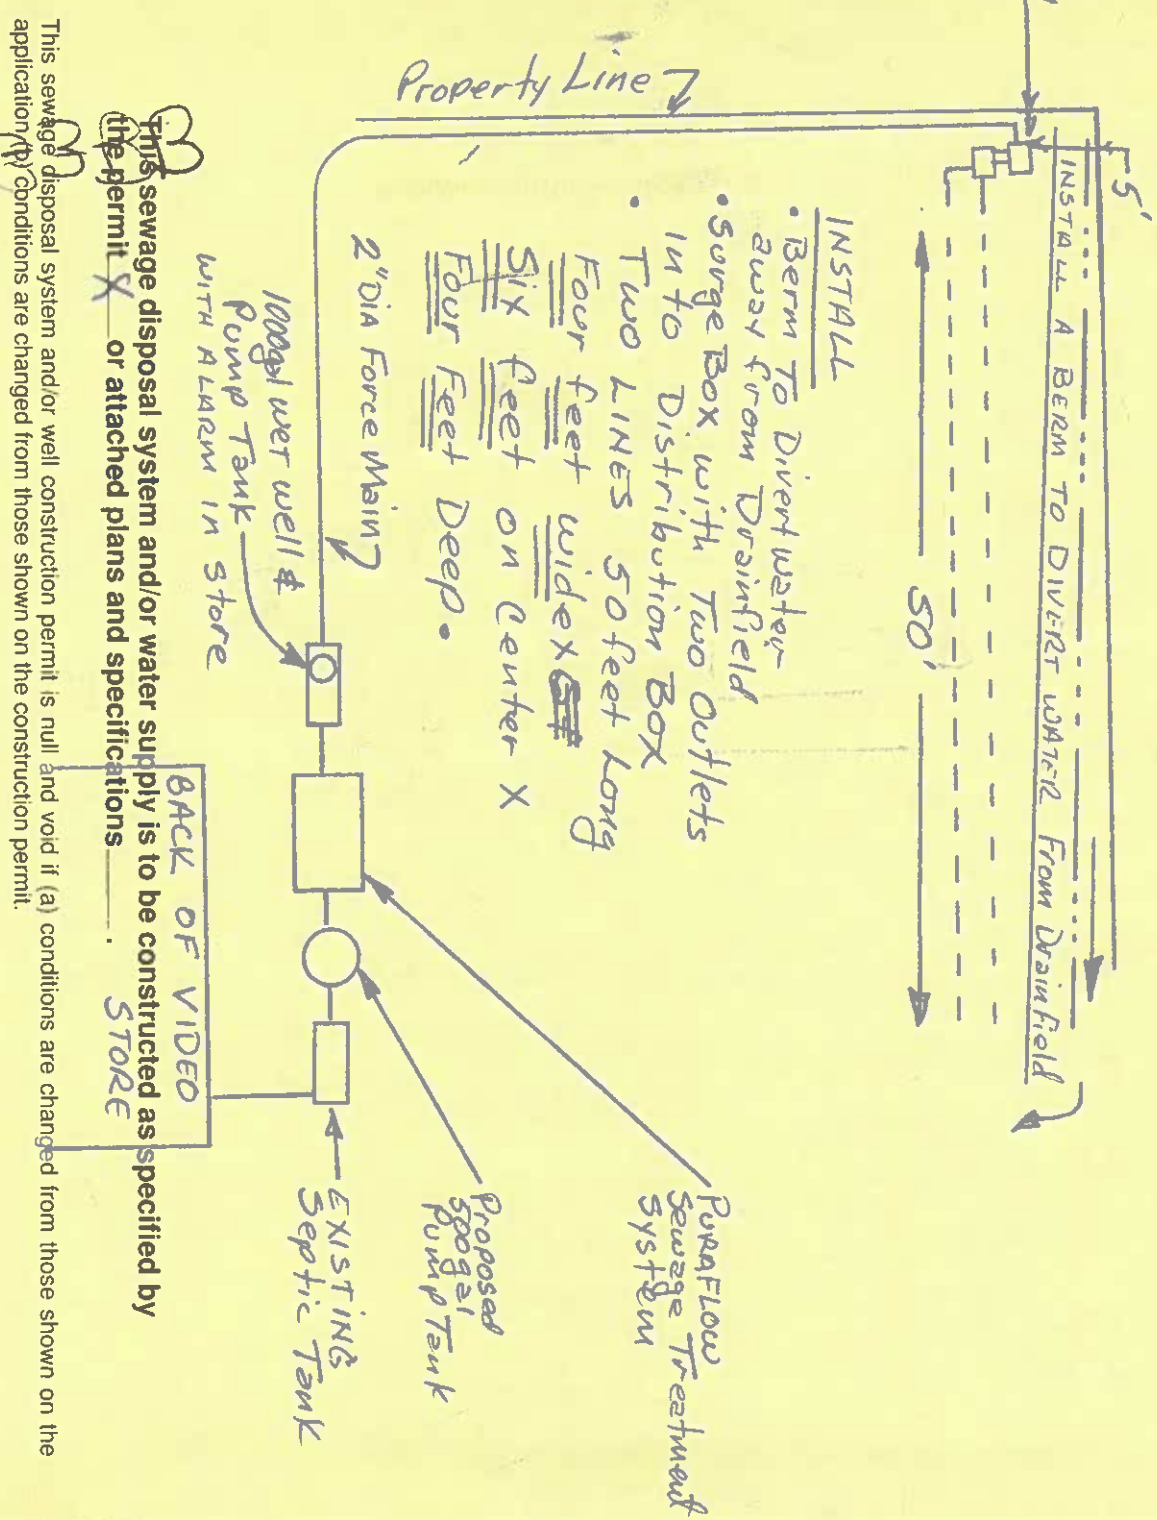 5'
INSTALL A BERM TO DIVERT WATER From Drainfield
50'
Property Line
INSTALL
• Berm To Divert water
away from Drainfield
• Surge Box with Two Outlets
into Distribution Box
• Two LINES 50 feet Long
Four feet wide X
Six feet on Center X
Four Feet Deep.
2" DIA Force Main
1000gal wet well &
Pump Tank
WITH ALARM IN Store
PURAFLOW
Sewage Treatment
System
Proposed
500gal
Pump Tank
EXISTING
Septic Tank
BACK OF VIDEO
STORE
This sewage disposal system and/or water supply is to be constructed as specified by
the permit X or attached plans and specifications ____.
This sewage disposal system and/or well construction permit is null and void if (a) conditions are changed from those shown on the
application (b) conditions are changed from those shown on the construction permit.